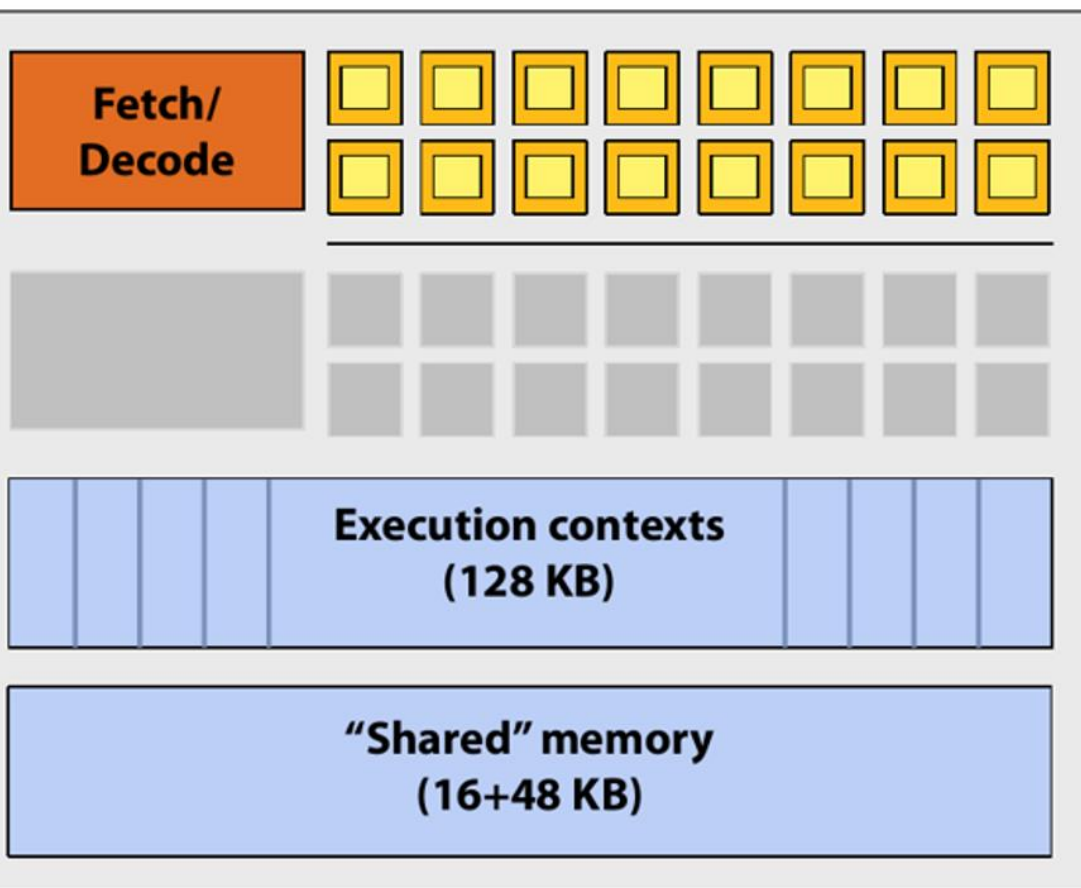 Fetch/
Decode
Execution contexts
(128 KB)
“Shared” memory
(16+48 KB)